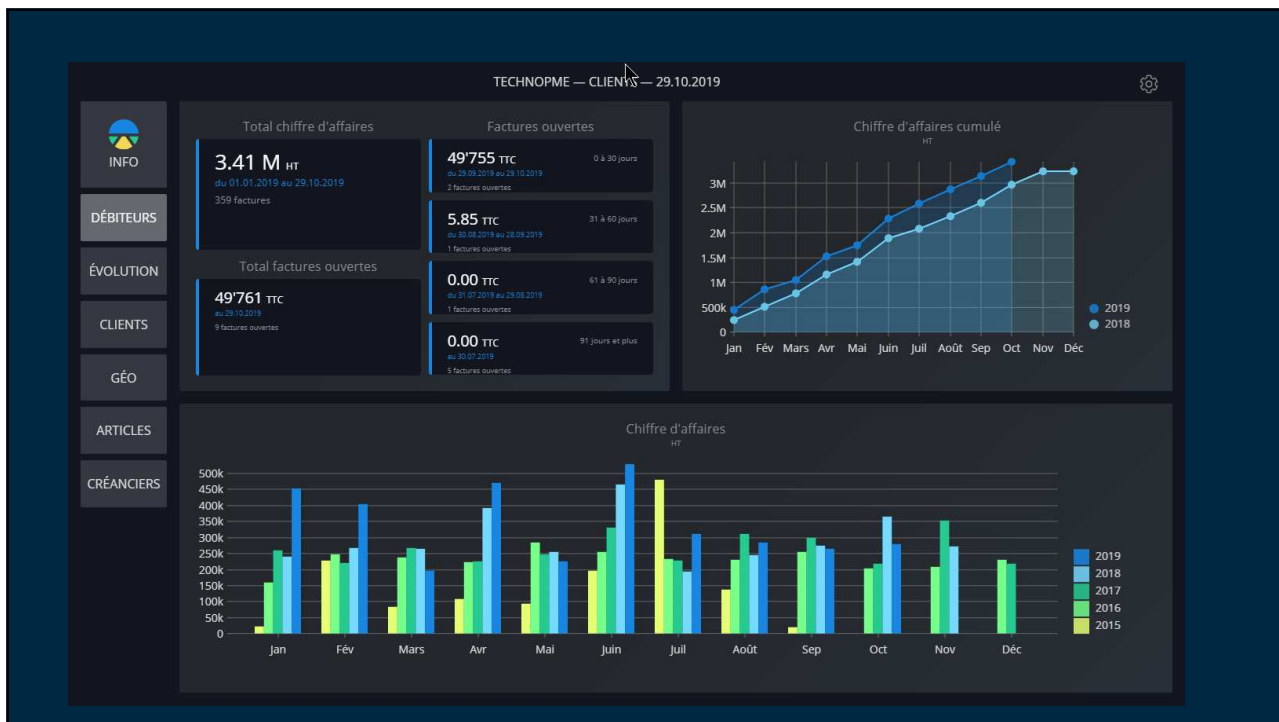 TECHNOPME — CLIENTS — 29.10.2019
INFO
DÉBITEURS
ÉVOLUTION
CLIENTS
GÉO
ARTICLES
CRÉANCIERS
Total chiffre d'affaires
3.41 M HT
du 01.01.2019 au 29.10.2019
359 factures
Total factures ouvertes
49'761 TTC
au 29.10.2019
9 factures ouvertes
Factures ouvertes
49'755 TTC 0 à 30 jours
du 29.09.2019 au 29.10.2019
2 factures ouvertes
5.85 TTC 31 à 60 jours
du 30.08.2019 au 28.09.2019
1 factures ouvertes
0.00 TTC 61 à 90 jours
du 31.07.2019 au 29.08.2019
1 factures ouvertes
0.00 TTC 91 jours et plus
au 30.07.2019
5 factures ouvertes
Chiffre d'affaires cumulé
HT
3M
2.5M
2M
1.5M
1M
500k
0
Jan Fév Mars Avr Mai Juin Juil Août Sep Oct Nov Déc
2019
2018
Chiffre d'affaires
HT
500k
450k
400k
350k
300k
250k
200k
150k
100k
50k
0
Jan Fév Mars Avr Mai Juin Juil Août Sep Oct Nov Déc
2019
2018
2017
2016
2015